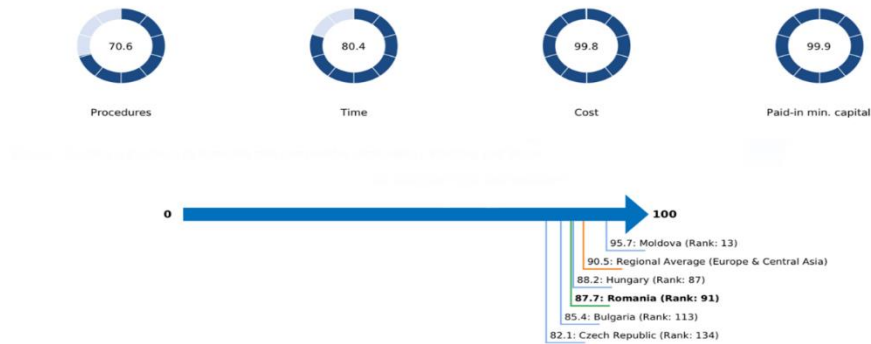 70.6 80.4 99.8 99.9
Procedures Time Cost Paid-in min. capital
0 100
95.7: Moldova (Rank: 13)
90.5: Regional Average (Europe & Central Asia)
88.2: Hungary (Rank: 87)
87.7: Romania (Rank: 91)
85.4: Bulgaria (Rank: 113)
82.1: Czech Republic (Rank: 134)